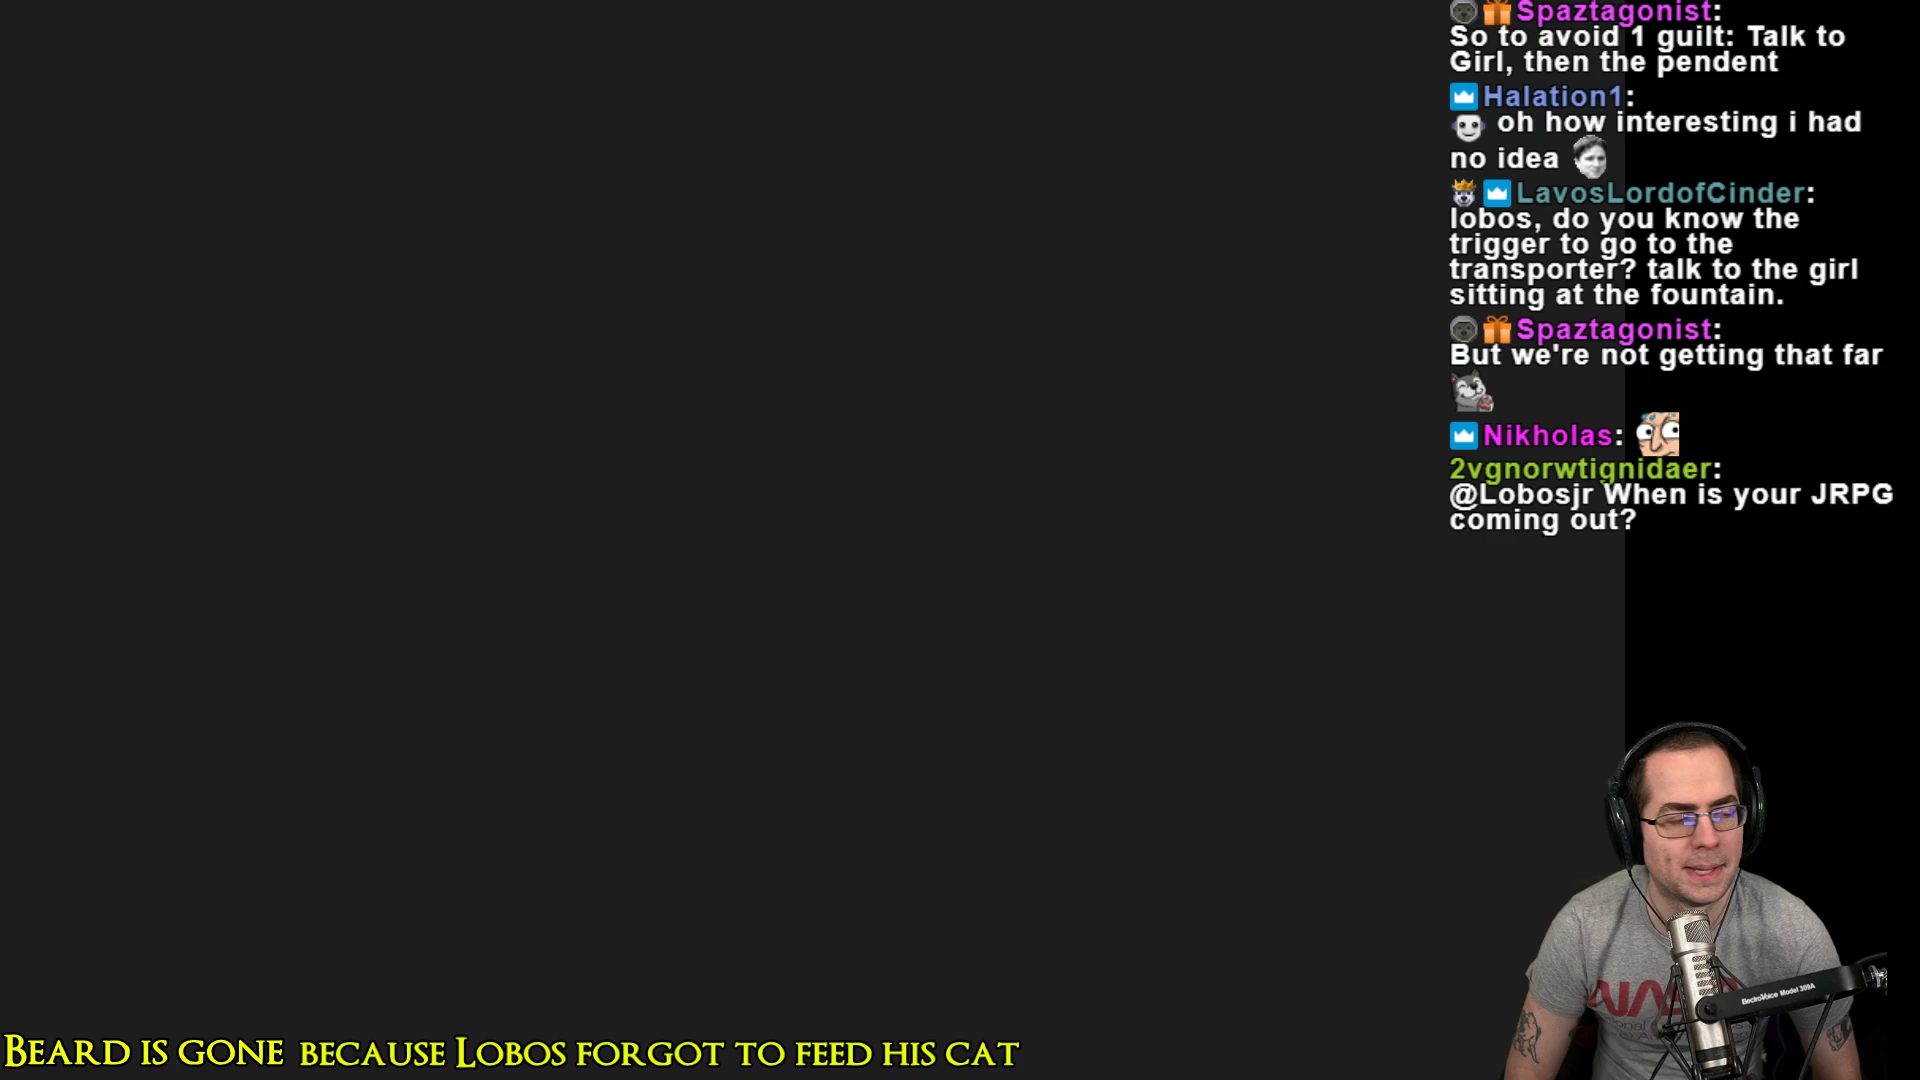 Spaztagonist:
So to avoid 1 guilt: Talk to
Girl, then the pendent
Halation1:
oh how interesting i had
no idea
LavosLordofCinder:
lobos, do you know the
trigger to go to the
transporter? talk to the girl
sitting at the fountain.
Spaztagonist:
But we're not getting that far
Nikholas:
2vgnorwtignidaer:
@Lobosjr When is your JRPG
coming out?
ElectroVoice Model 309A
Beard is gone because Lobos forgot to feed his cat